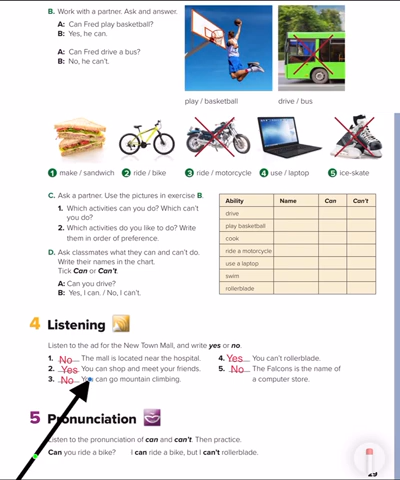 B. Work with a partner. Ask and answer.
A: Can Fred play basketball?
B: Yes, he can.
A: Can Fred drive a bus?
B: No, he can't.
play / basketball
drive / bus
1 make / sandwich 2 ride / bike 3 ride / motorcycle 4 use / laptop 5 ice-skate
C. Ask a partner. Use the pictures in exercise B.
1. Which activities can you do? Which can't
you do?
2. Which activities do you like to do? Write
them in order of preference.
D. Ask classmates what they can and can't do.
Write their names in the chart.
Tick Can or Can't.
A: Can you drive?
B: Yes, I can. / No, I can't.
Ability Name Can Can't
drive
play basketball
cook
ride a motorcycle
use a laptop
swim
rollerblade
4 Listening
Listen to the ad for the New Town Mall, and write yes or no.
1. No The mall is located near the hospital.
2. Yes You can shop and meet your friends.
3. No You can go mountain climbing.
4. Yes You can't rollerblade.
5. No The Falcons is the name of
a computer store.
5 Pronunciation
Listen to the pronunciation of can and can't. Then practice.
Can you ride a bike? I can ride a bike, but I can't rollerblade.